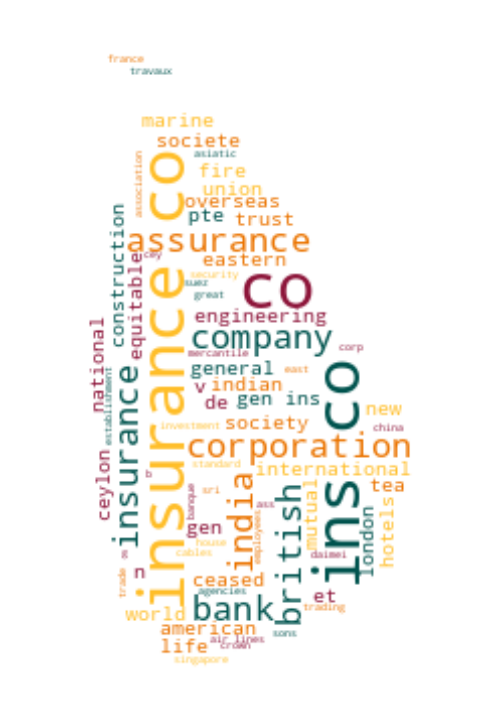 france
travaux
marine
societe
asiatic
association
fire
union
overseas
pte
trust
construction
assurance
cey
eastern
equitable
security
suez
great
co
insurance co
engineering
company
mercantile
corp
national
general
east
v
indian
de
gen ins
new
establishment
insurance
ins co
investment
society
china
corporation
standard
international
ceylon
b
sri
india
tea
banque
british
mutual
hotels
ass
gen
employees
london
house
cables
daimei
n
trade
ceased
agencies
et
world
bank
trading
american
sons
air lines
life
crown
singapore